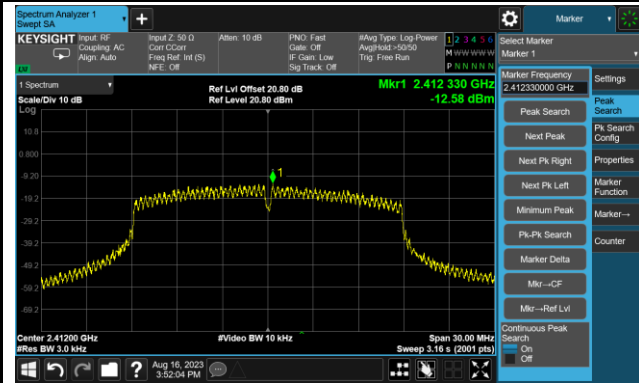 Spectrum Analyzer 1
Swept SA
Marker
KEYSIGHT
Input: RF
Coupling: AC
Align: Auto
Input Z: 50 Ω
Corr CCorr
Freq Ref: Int (S)
NFE: Off
Atten: 10 dB
PNO: Fast
Gate: Off
IF Gain: Low
Sig Track: Off
#Avg Type: Log-Power
Avg|Hold:>50/50
Trig: Free Run
1 2 3 4 5 6
M W W W W W
P N N N N N
Select Marker
Marker 1
1 Spectrum
Scale/Div 10 dB
Log
Ref Lvl Offset 20.80 dB
Ref Level 20.80 dBm
Mkr1 2.412 330 GHz
-12.58 dBm
10.8
0.800
-9.20
-19.2
-29.2
-39.2
-49.2
-59.2
-69.2
1
Center 2.41200 GHz
#Res BW 3.0 kHz
#Video BW 10 kHz
Span 30.00 MHz
Sweep 3.16 s (2001 pts)
Marker Frequency
2.412330000 GHz
Peak Search
Next Peak
Next Pk Right
Next Pk Left
Minimum Peak
Pk-Pk Search
Marker Delta
Mkr→CF
Mkr→Ref Lvl
Continuous Peak
Search
On
Off
Settings
Peak
Search
Pk Search
Config
Properties
Marker
Function
Marker→
Counter
Aug 16, 2023
3:52:04 PM